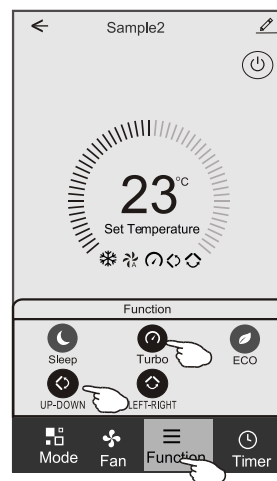 Sample2
23°C
Set Temperature
A
Function
Sleep Turbo ECO
UP-DOWN LEFT-RIGHT
Mode Fan Function Timer